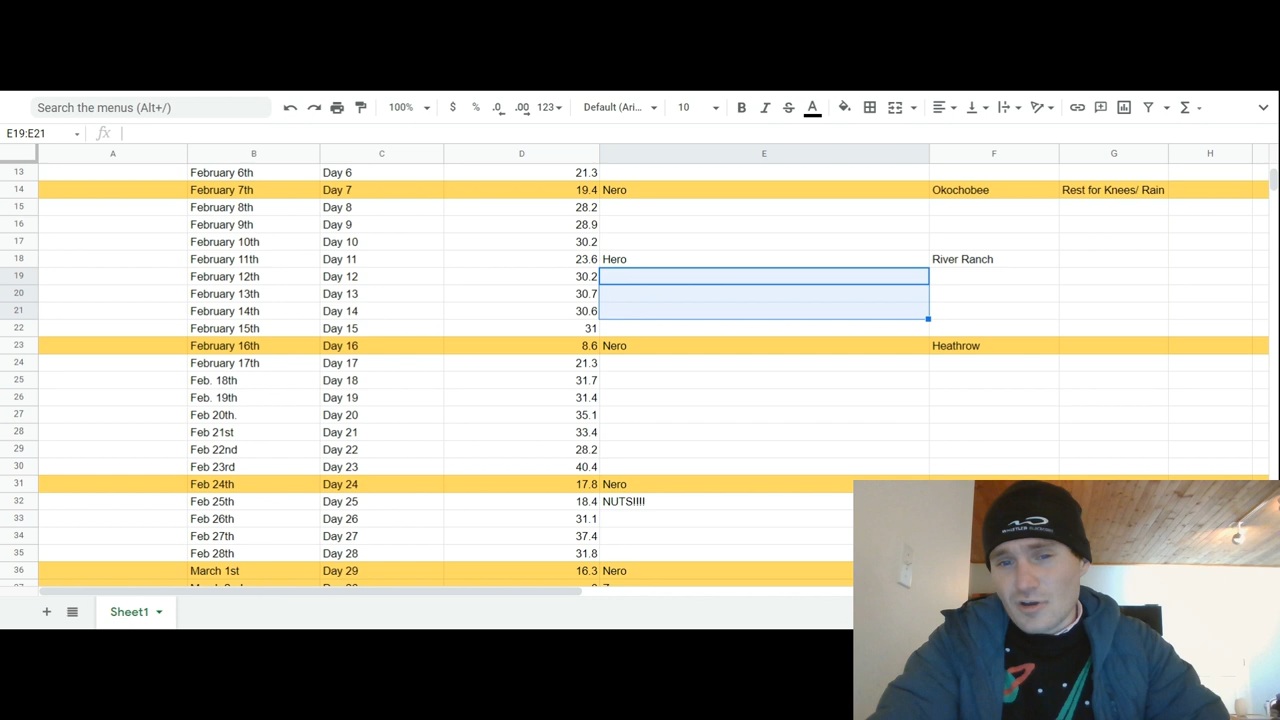 Search the menus (Alt+/) 100% $ % .0 .00 123 Default (Ari... 10 B I S A
E19:E21 fx
A B C D E F G H
13 February 6th Day 6 21.3
14 February 7th Day 7 19.4 Nero Okochobee Rest for Knees/ Rain
15 February 8th Day 8 28.2
16 February 9th Day 9 28.9
17 February 10th Day 10 30.2
18 February 11th Day 11 23.6 Hero River Ranch
19 February 12th Day 12 30.2
20 February 13th Day 13 30.7
21 February 14th Day 14 30.6
22 February 15th Day 15 31
23 February 16th Day 16 8.6 Nero Heathrow
24 February 17th Day 17 21.3
25 Feb. 18th Day 18 31.7
26 Feb. 19th Day 19 31.4
27 Feb 20th. Day 20 35.1
28 Feb 21st Day 21 33.4
29 Feb 22nd Day 22 28.2
30 Feb 23rd Day 23 40.4
31 Feb 24th Day 24 17.8 Nero
32 Feb 25th Day 25 18.4 NUTS!!!!
33 Feb 26th Day 26 31.1
34 Feb 27th Day 27 37.4
35 Feb 28th Day 28 31.8
36 March 1st Day 29 16.3 Nero
Sheet1